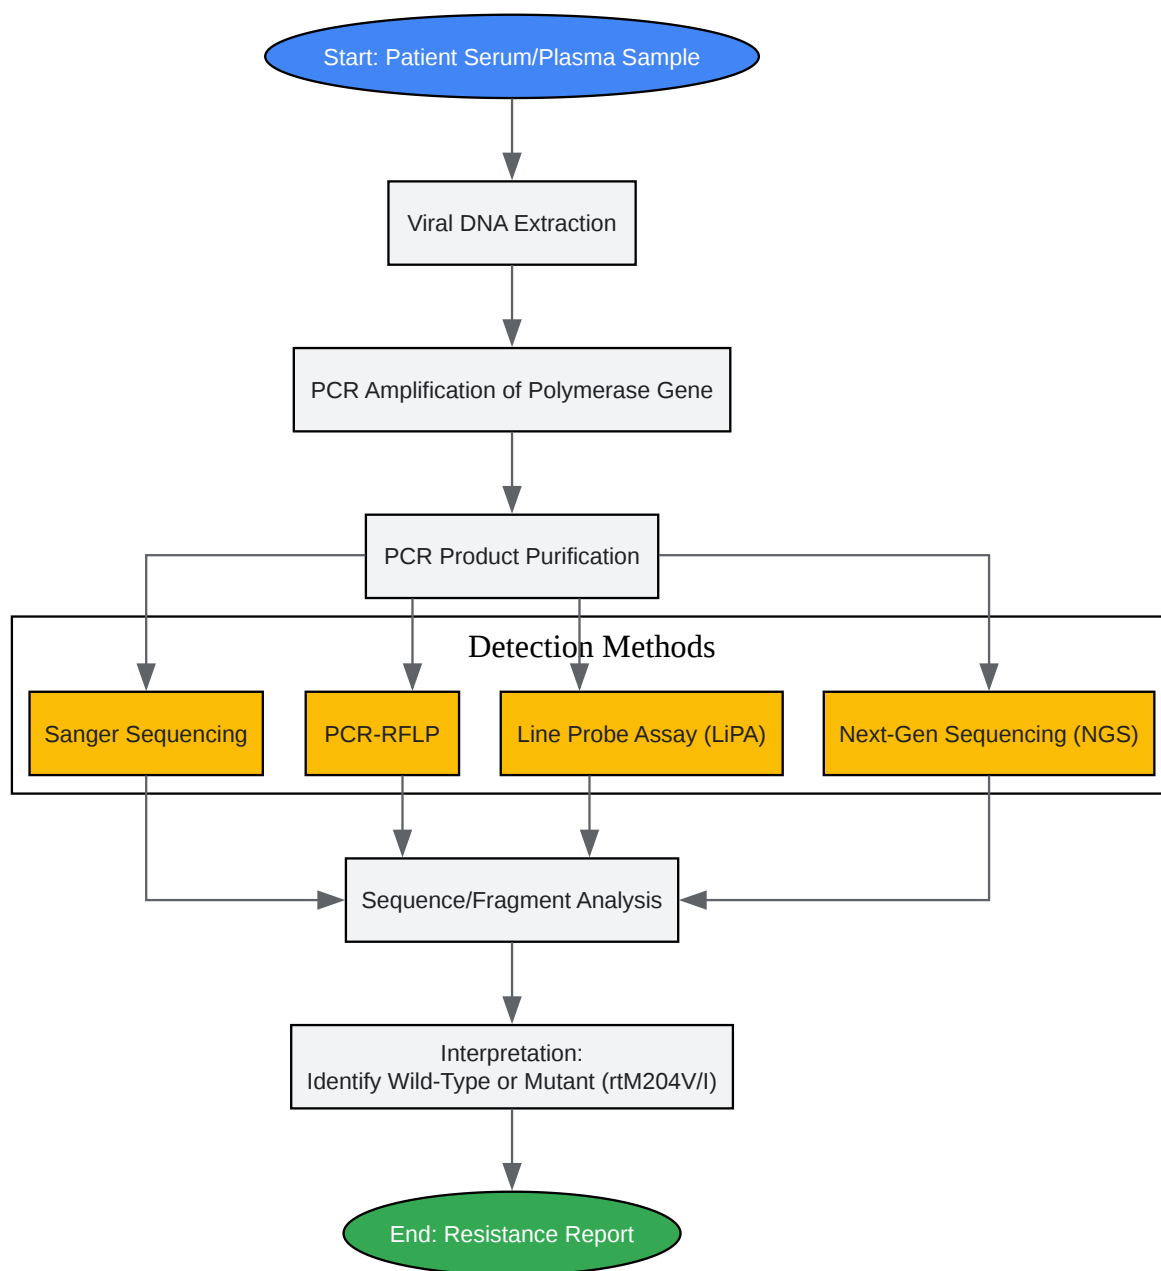 Start: Patient Serum/Plasma Sample
Viral DNA Extraction
PCR Amplification of Polymerase Gene
PCR Product Purification
Detection Methods
Sanger Sequencing
PCR-RFLP
Line Probe Assay (LiPA)
Next-Gen Sequencing (NGS)
Sequence/Fragment Analysis
Interpretation:
Identify Wild-Type or Mutant (rtM204V/I)
End: Resistance Report